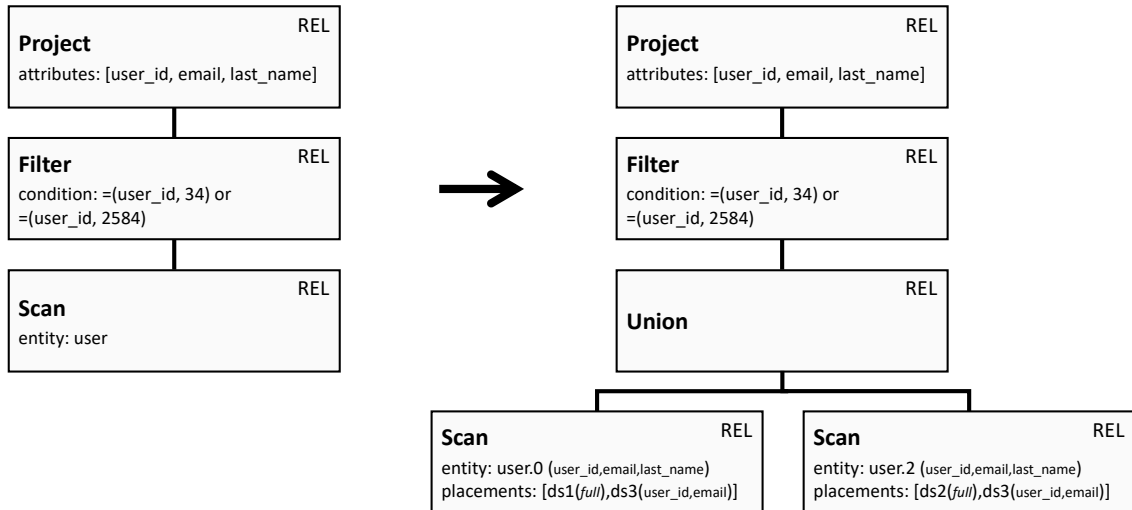 REL
Project
attributes: [user_id, email, last_name]
REL
Filter
condition: =(user_id, 34) or
=(user_id, 2584)
REL
Scan
entity: user
REL
Project
attributes: [user_id, email, last_name]
REL
Filter
condition: =(user_id, 34) or
=(user_id, 2584)
REL
Union
REL
Scan
entity: user.0 (user_id,email,last_name)
placements: [ds1(full),ds3(user_id,email)]
REL
Scan
entity: user.2 (user_id,email,last_name)
placements: [ds2(full),ds3(user_id,email)]